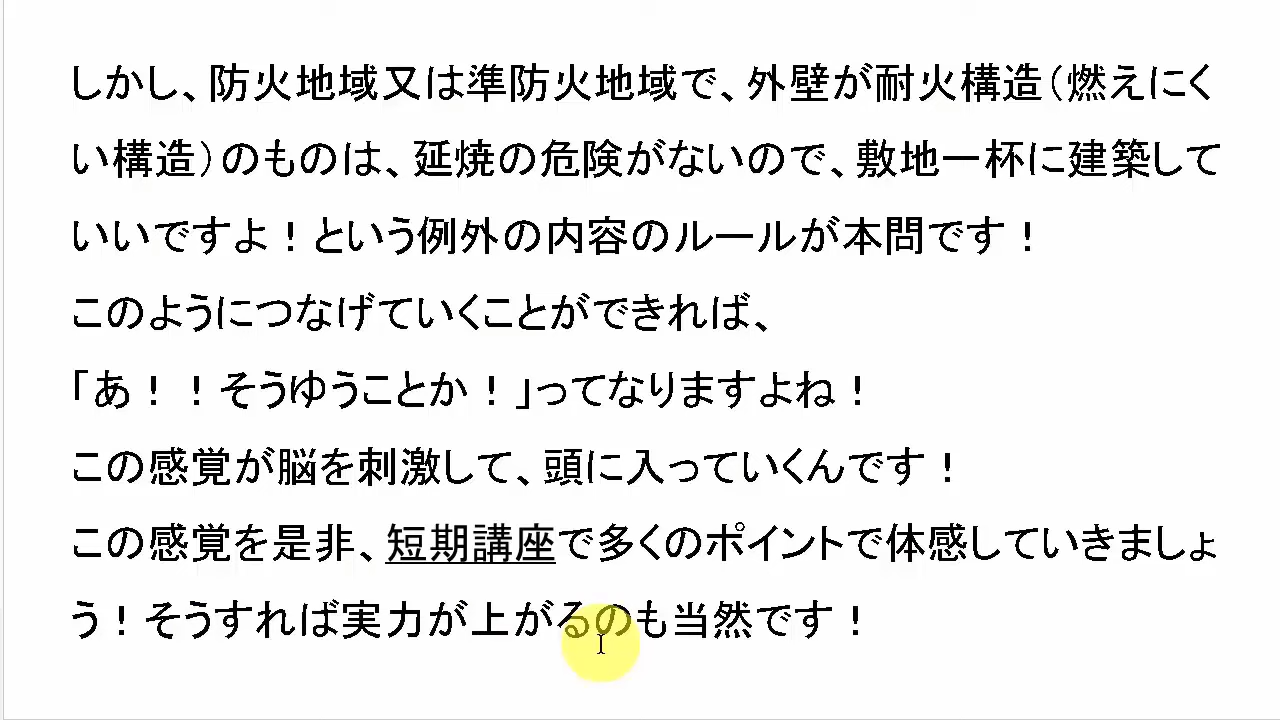 しかし、防火地域又は準防火地域で、外壁が耐火構造(燃えにく
い構造)のものは、延焼の危険がないので、敷地一杯に建築して
いいですよ！という例外の内容のルールが本問です！
このようにつなげていくことができれば、
「あ！！そうゆうことか！」ってなりますよね！
この感覚が脳を刺激して、頭に入っていくんです！
この感覚を是非、短期講座で多くのポイントで体感していきましょ
う！そうすれば実力が上がるのも当然です！